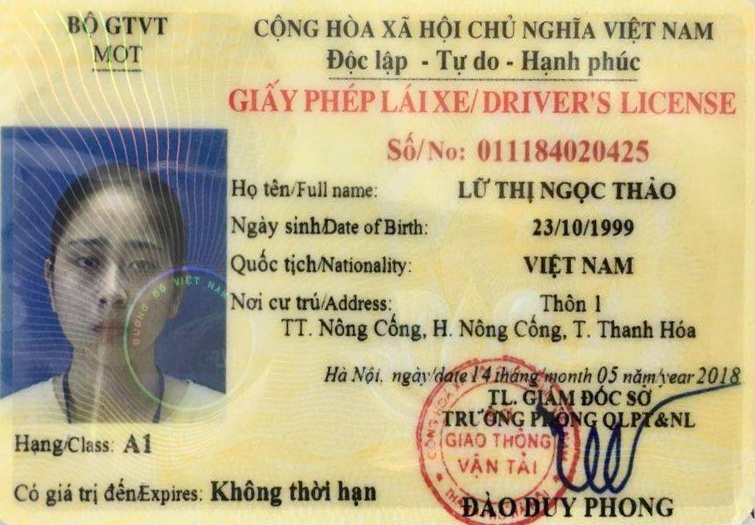 BỘ GTVT
MOT
CỘNG HÒA XÃ HỘI CHỦ NGHĨA VIỆT NAM
Độc lập - Tự do - Hạnh phúc
GIẤY PHÉP LÁI XE/ DRIVER'S LICENSE
Số/No: 011184020425
Họ tên/Full name: LỮ THỊ NGỌC THẢO
Ngày sinh/Date of Birth: 23/10/1999
Quốc tịch/Nationality: VIỆT NAM
Nơi cư trú/Address: Thôn 1
TT. Nông Cống, H. Nông Cống, T. Thanh Hóa
Hà Nội, ngày/date 14 tháng/month 05 năm/year 2018
TL. GIÁM ĐỐC SỞ
TRƯỞNG PHÒNG QLPT&NL
GIAO THÔNG
VẬN TẢI
Hạng/Class: A1
Có giá trị đến/Expires: Không thời hạn
ĐÀO DUY PHONG